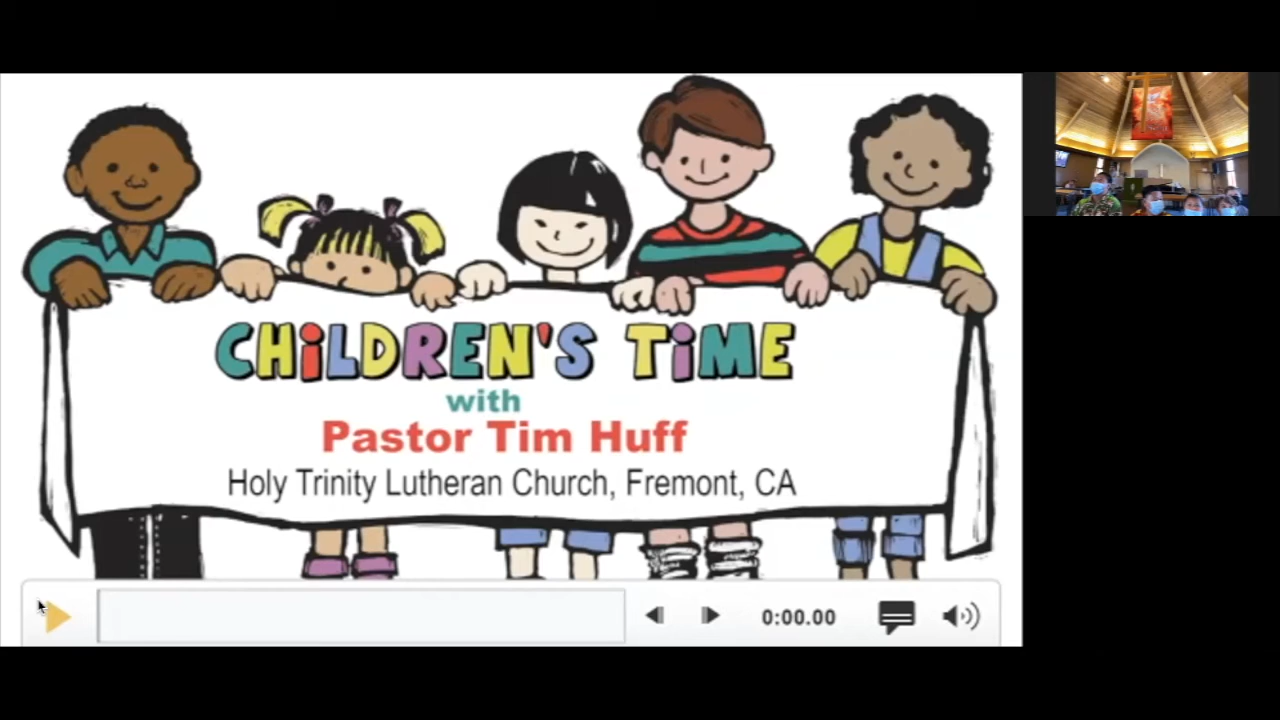 CHiLDREN'S TiME
with
Pastor Tim Huff
Holy Trinity Lutheran Church, Fremont, CA
0:00.00